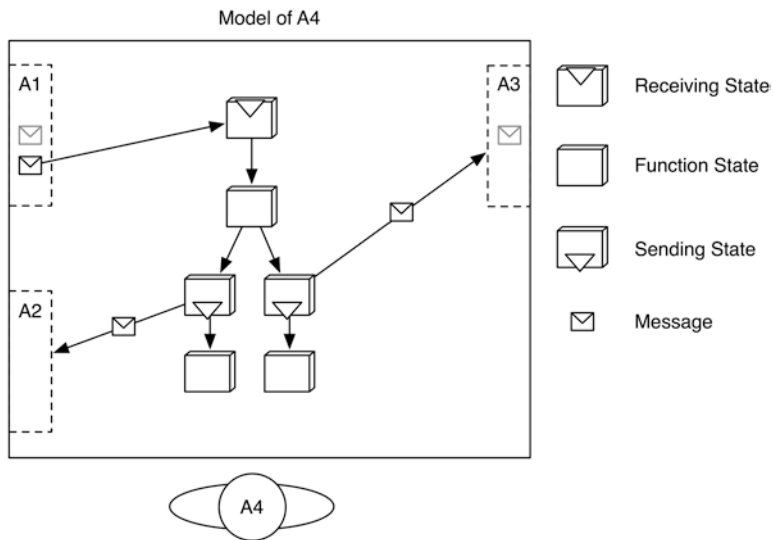 Model of A4
A1
A3
A2
Receiving State
Function State
Sending State
Message
A4